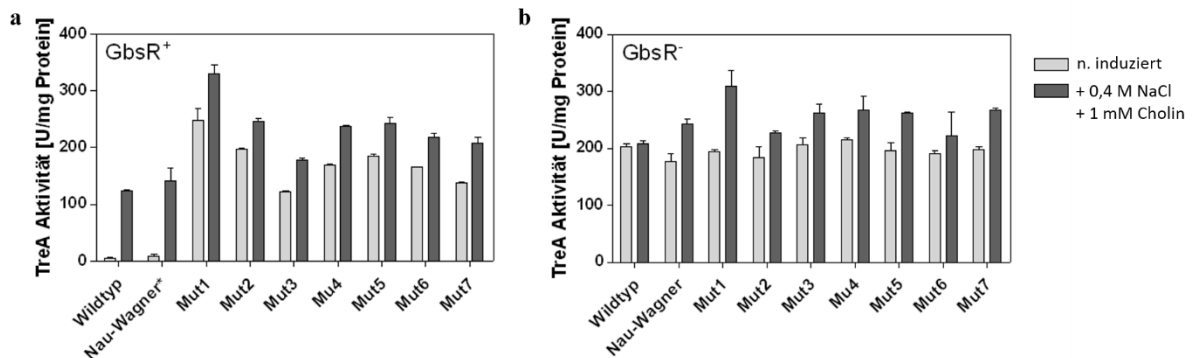 a
GbsR+
TreA Aktivität [U/mg Protein]
400
300
200
100
0
Wildtyp
Nau-Wagner*
Mut1
Mut2
Mut3
Mu4
Mut5
Mut6
Mut7
b
GbsR-
TreA Aktivität [U/mg Protein]
400
300
200
100
0
Wildtyp
Nau-Wagner
Mut1
Mut2
Mut3
Mu4
Mut5
Mut6
Mut7
n. induziert
+ 0,4 M NaCl
+ 1 mM Cholin